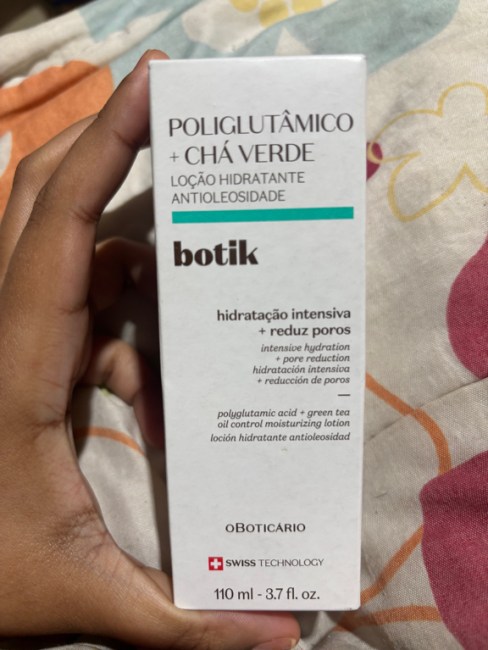 POLIGLUTÂMICO
+ CHÁ VERDE
LOÇÃO HIDRATANTE
ANTIOLEOSIDADE
botik
hidratação intensiva
+ reduz poros
intensive hydration
+ pore reduction
hidratación intensiva
+ reducción de poros
polyglutamic acid + green tea
oil control moisturizing lotion
loción hidratante antioleosidad
oBOTICÁRIO
SWISS TECHNOLOGY
110 ml - 3.7 fl. oz.